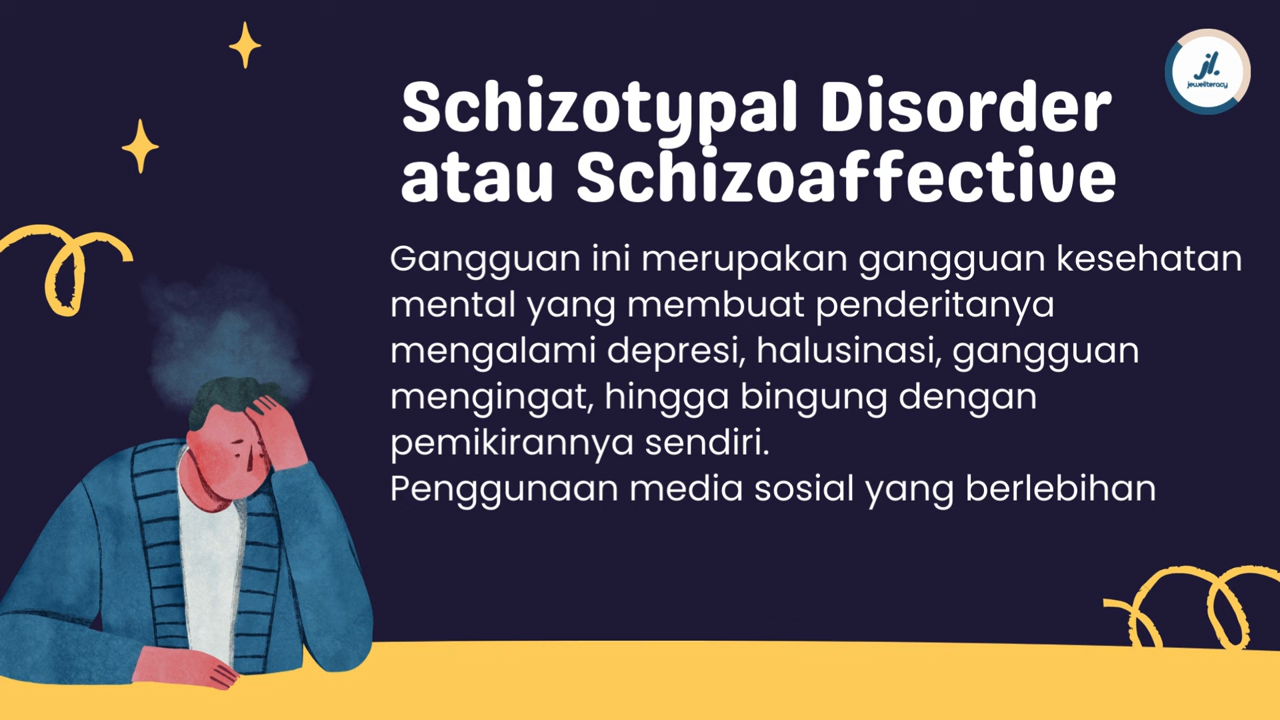 Schizotypal Disorder
atau Schizoaffective
jl.
jeweliteracy
Gangguan ini merupakan gangguan kesehatan
mental yang membuat penderitanya
mengalami depresi, halusinasi, gangguan
mengingat, hingga bingung dengan
pemikirannya sendiri.
Penggunaan media sosial yang berlebihan